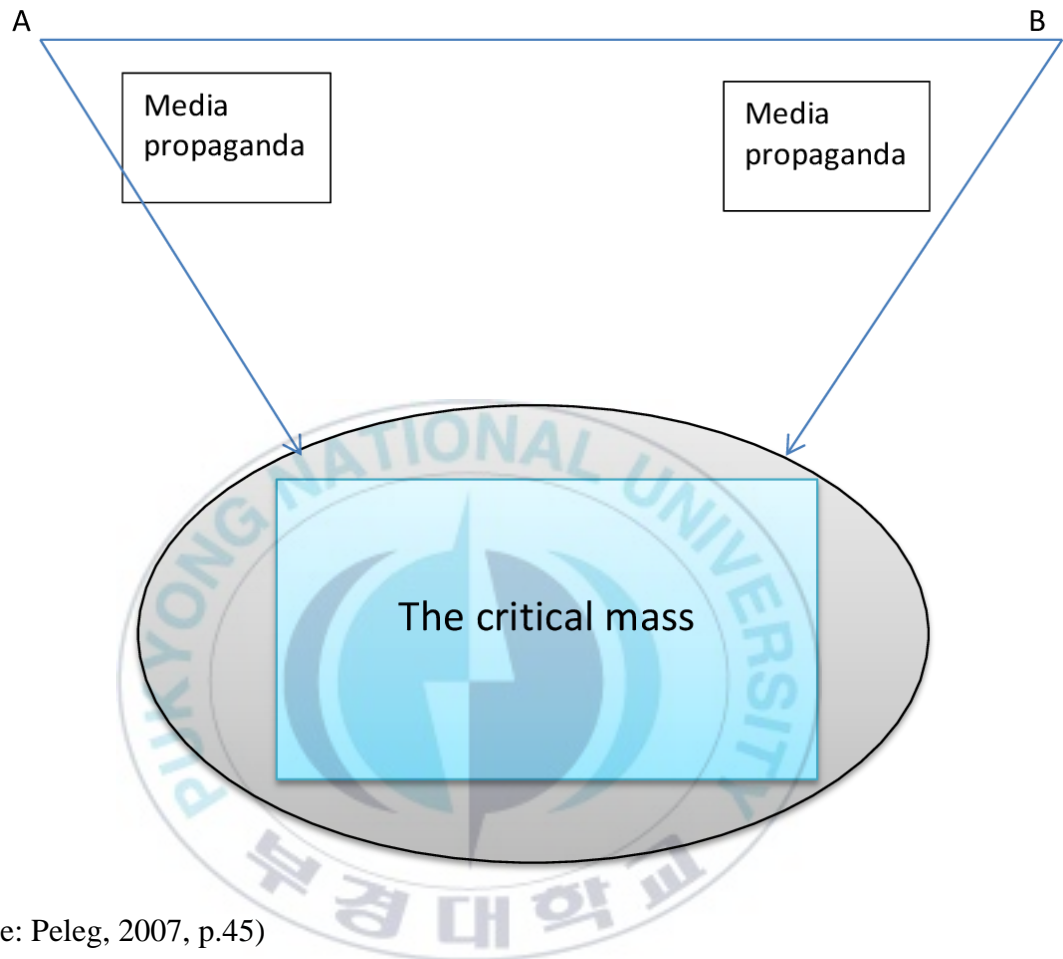 A
B
Media
propaganda
Media
propaganda
PUKYONG NATIONAL UNIVERSITY
The critical mass
부경대학교
e: Peleg, 2007, p.45)